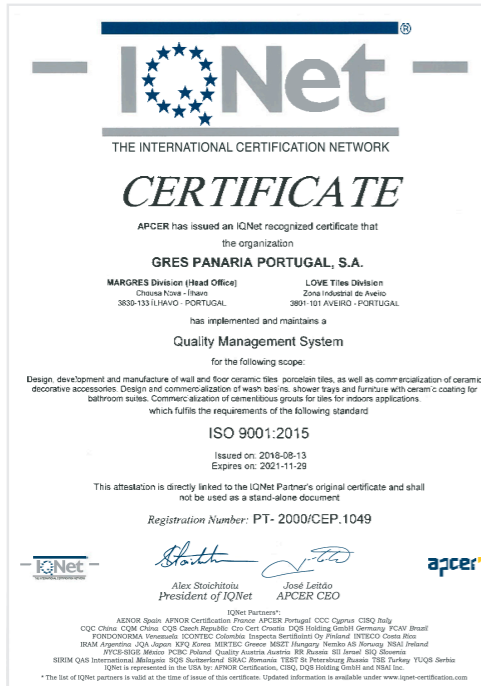 IQNet ®
THE INTERNATIONAL CERTIFICATION NETWORK
CERTIFICATE
APCER has issued an IQNet recognized certificate that
the organization
GRES PANARIA PORTUGAL, S.A.
MARGRES Division (Head Office)
Chousa Nova - Ílhavo
3830-133 ÍLHAVO - PORTUGAL
LOVE Tiles Division
Zona Industrial de Aveiro
3801-101 AVEIRO - PORTUGAL
has implemented and maintains a
Quality Management System
for the following scope:
Design, development and manufacture of wall and floor ceramic tiles porcelain tiles, as well as commercialization of ceramic
decorative accessories. Design and commercialization of wash basins, shower trays and furniture with ceramic coating for
bathroom suites. Commercialization of cementitious grouts for tiles for indoors applications.
which fulfils the requirements of the following standard
ISO 9001:2015
Issued on: 2018-08-13
Expires on: 2021-11-29
This attestation is directly linked to the IQNet Partner's original certificate and shall
not be used as a stand-alone document
Registration Number: PT- 2000/CEP.1049
IQNet
THE INTERNATIONAL CERTIFICATION NETWORK
apcer
Alex Stoichitoiu
President of IQNet
José Leitão
APCER CEO
IQNet Partners*:
AENOR Spain AFNOR Certification France APCER Portugal CCC Cyprus CISQ Italy
CQC China CQM China CQS Czech Republic Cro Cert Croatia DQS Holding GmbH Germany FCAV Brazil
FONDONORMA Venezuela ICONTEC Colombia Inspecta Sertifiointi Oy Finland INTECO Costa Rica
IRAM Argentina JQA Japan KFQ Korea MIRTEC Greece MSZT Hungary Nemko AS Norway NSAI Ireland
NYCE-SIGE México PCBC Poland Quality Austria Austria RR Russia SII Israel SIQ Slovenia
SIRIM QAS International Malaysia SQS Switzerland SRAC Romania TEST St Petersburg Russia TSE Turkey YUQS Serbia
IQNet is represented in the USA by: AFNOR Certification, CISQ, DQS Holding GmbH and NSAI Inc.
* The list of IQNet partners is valid at the time of issue of this certificate. Updated information is available under www.iqnet-certification.com